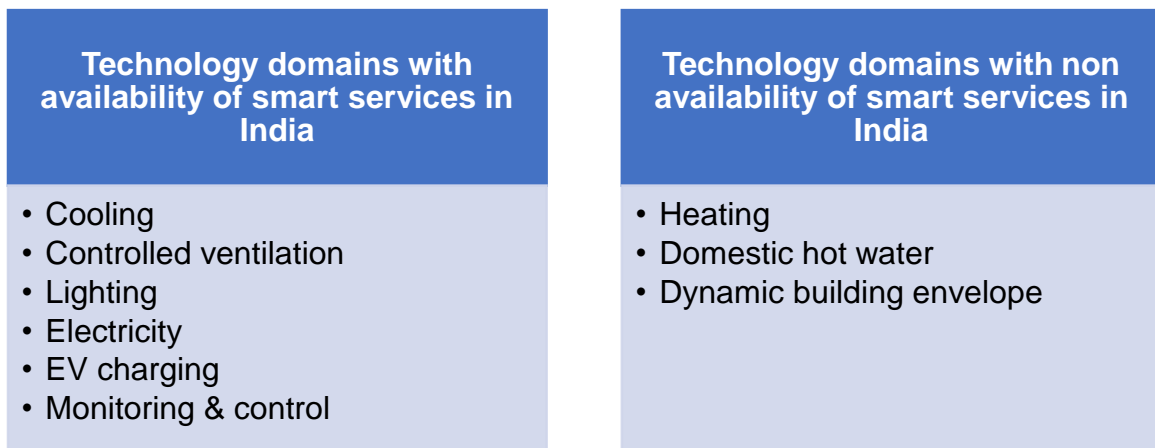 Technology domains with
availability of smart services in
India
• Cooling
• Controlled ventilation
• Lighting
• Electricity
• EV charging
• Monitoring & control
Technology domains with non
availability of smart services in
India
• Heating
• Domestic hot water
• Dynamic building envelope